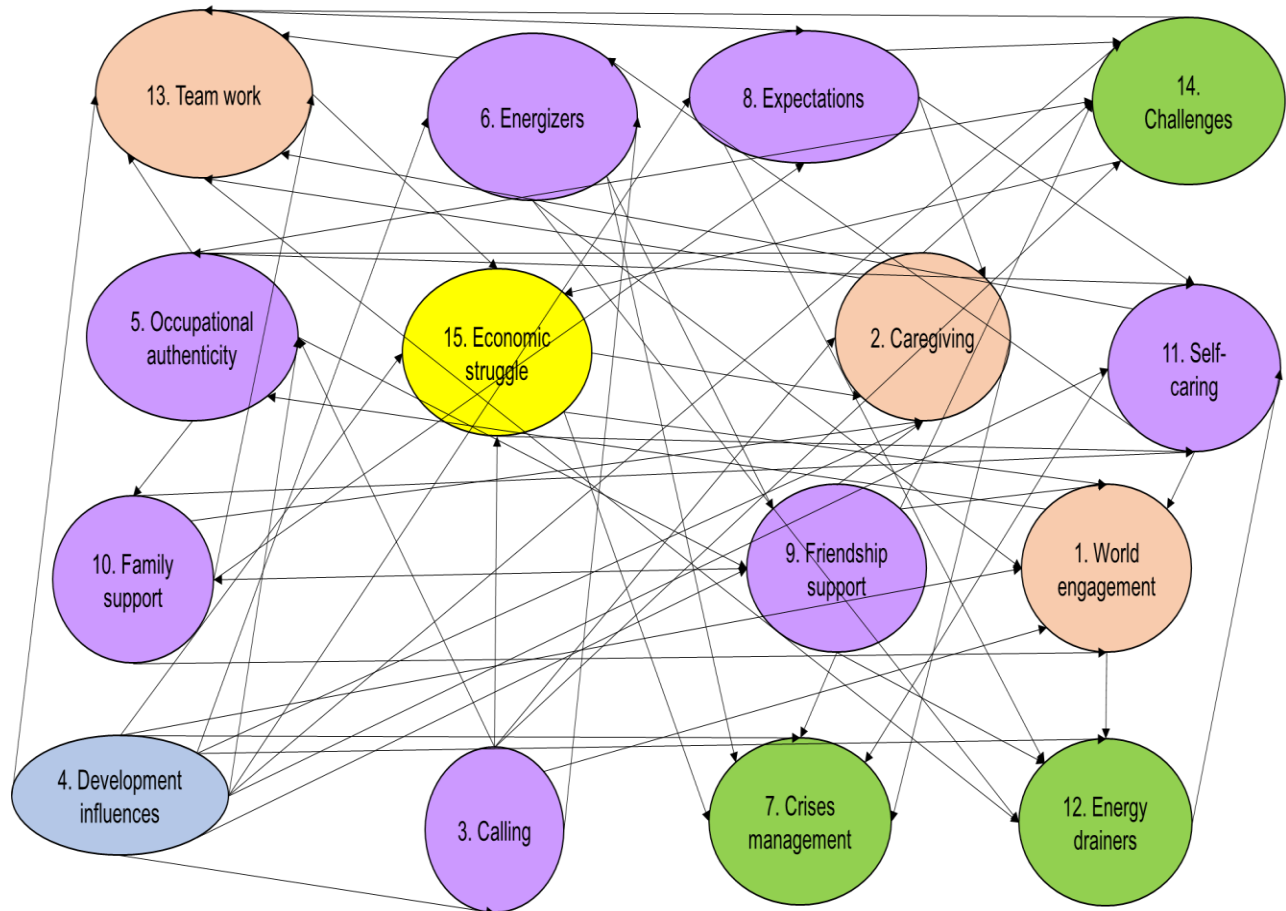 13. Team work
6. Energizers
8. Expectations
14.
Challenges
5. Occupational
authenticity
15. Economic
struggle
2. Caregiving
11. Self-
caring
10. Family
support
9. Friendship
support
1. World
engagement
4. Development
influences
3. Calling
7. Crises
management
12. Energy
drainers